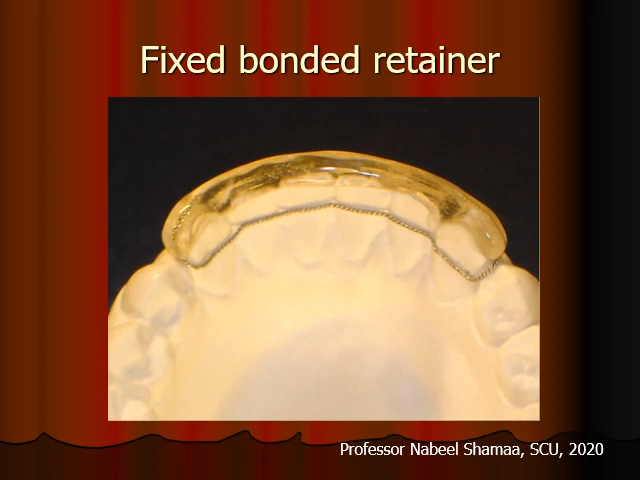 Fixed bonded retainer
Professor Nabeel Shamaa, SCU, 2020